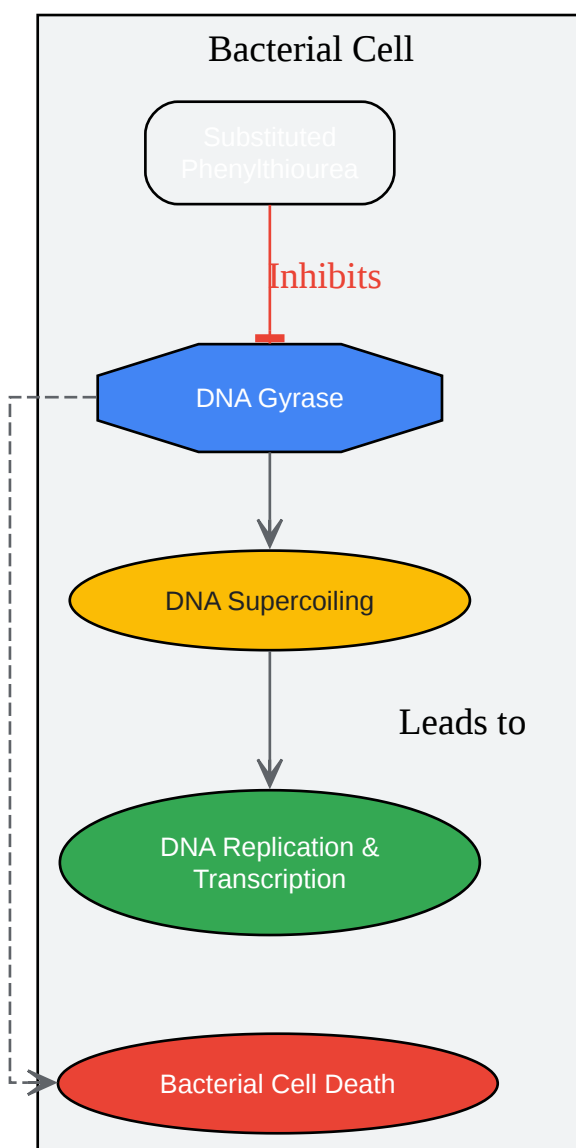 Bacterial Cell
Substituted
Phenylthiourea
Inhibits
DNA Gyrase
DNA Supercoiling
Leads to
DNA Replication &
Transcription
Bacterial Cell Death